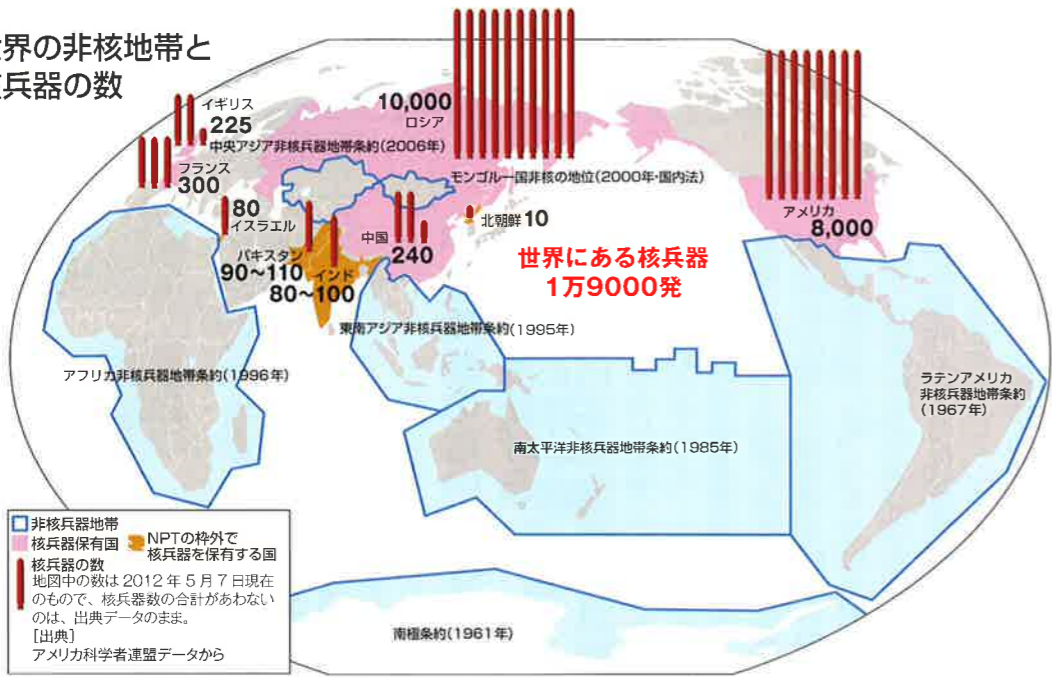 界の非核地帯と
兵器の数
イギリス
225
中央アジア非核兵器地帯条約(2006年)
フランス
300
10,000
ロシア
モンゴル一国非核の地位(2000年・国内法)
80
イスラエル
パキスタン
90～110
インド
80～100
中国
240
北朝鮮 10
アメリカ
8,000
世界にある核兵器
1万9000発
東南アジア非核兵器地帯条約(1995年)
アフリカ非核兵器地帯条約(1996年)
ラテンアメリカ
非核兵器地帯条約
(1967年)
南太平洋非核兵器地帯条約(1985年)
南極条約(1961年)
非核兵器地帯
核兵器保有国
NPTの枠外で
核兵器を保有する国
核兵器の数
地図中の数は2012年5月7日現在
のもので、核兵器数の合計があわない
のは、出典データのまま。
[出典]
アメリカ科学者連盟データから